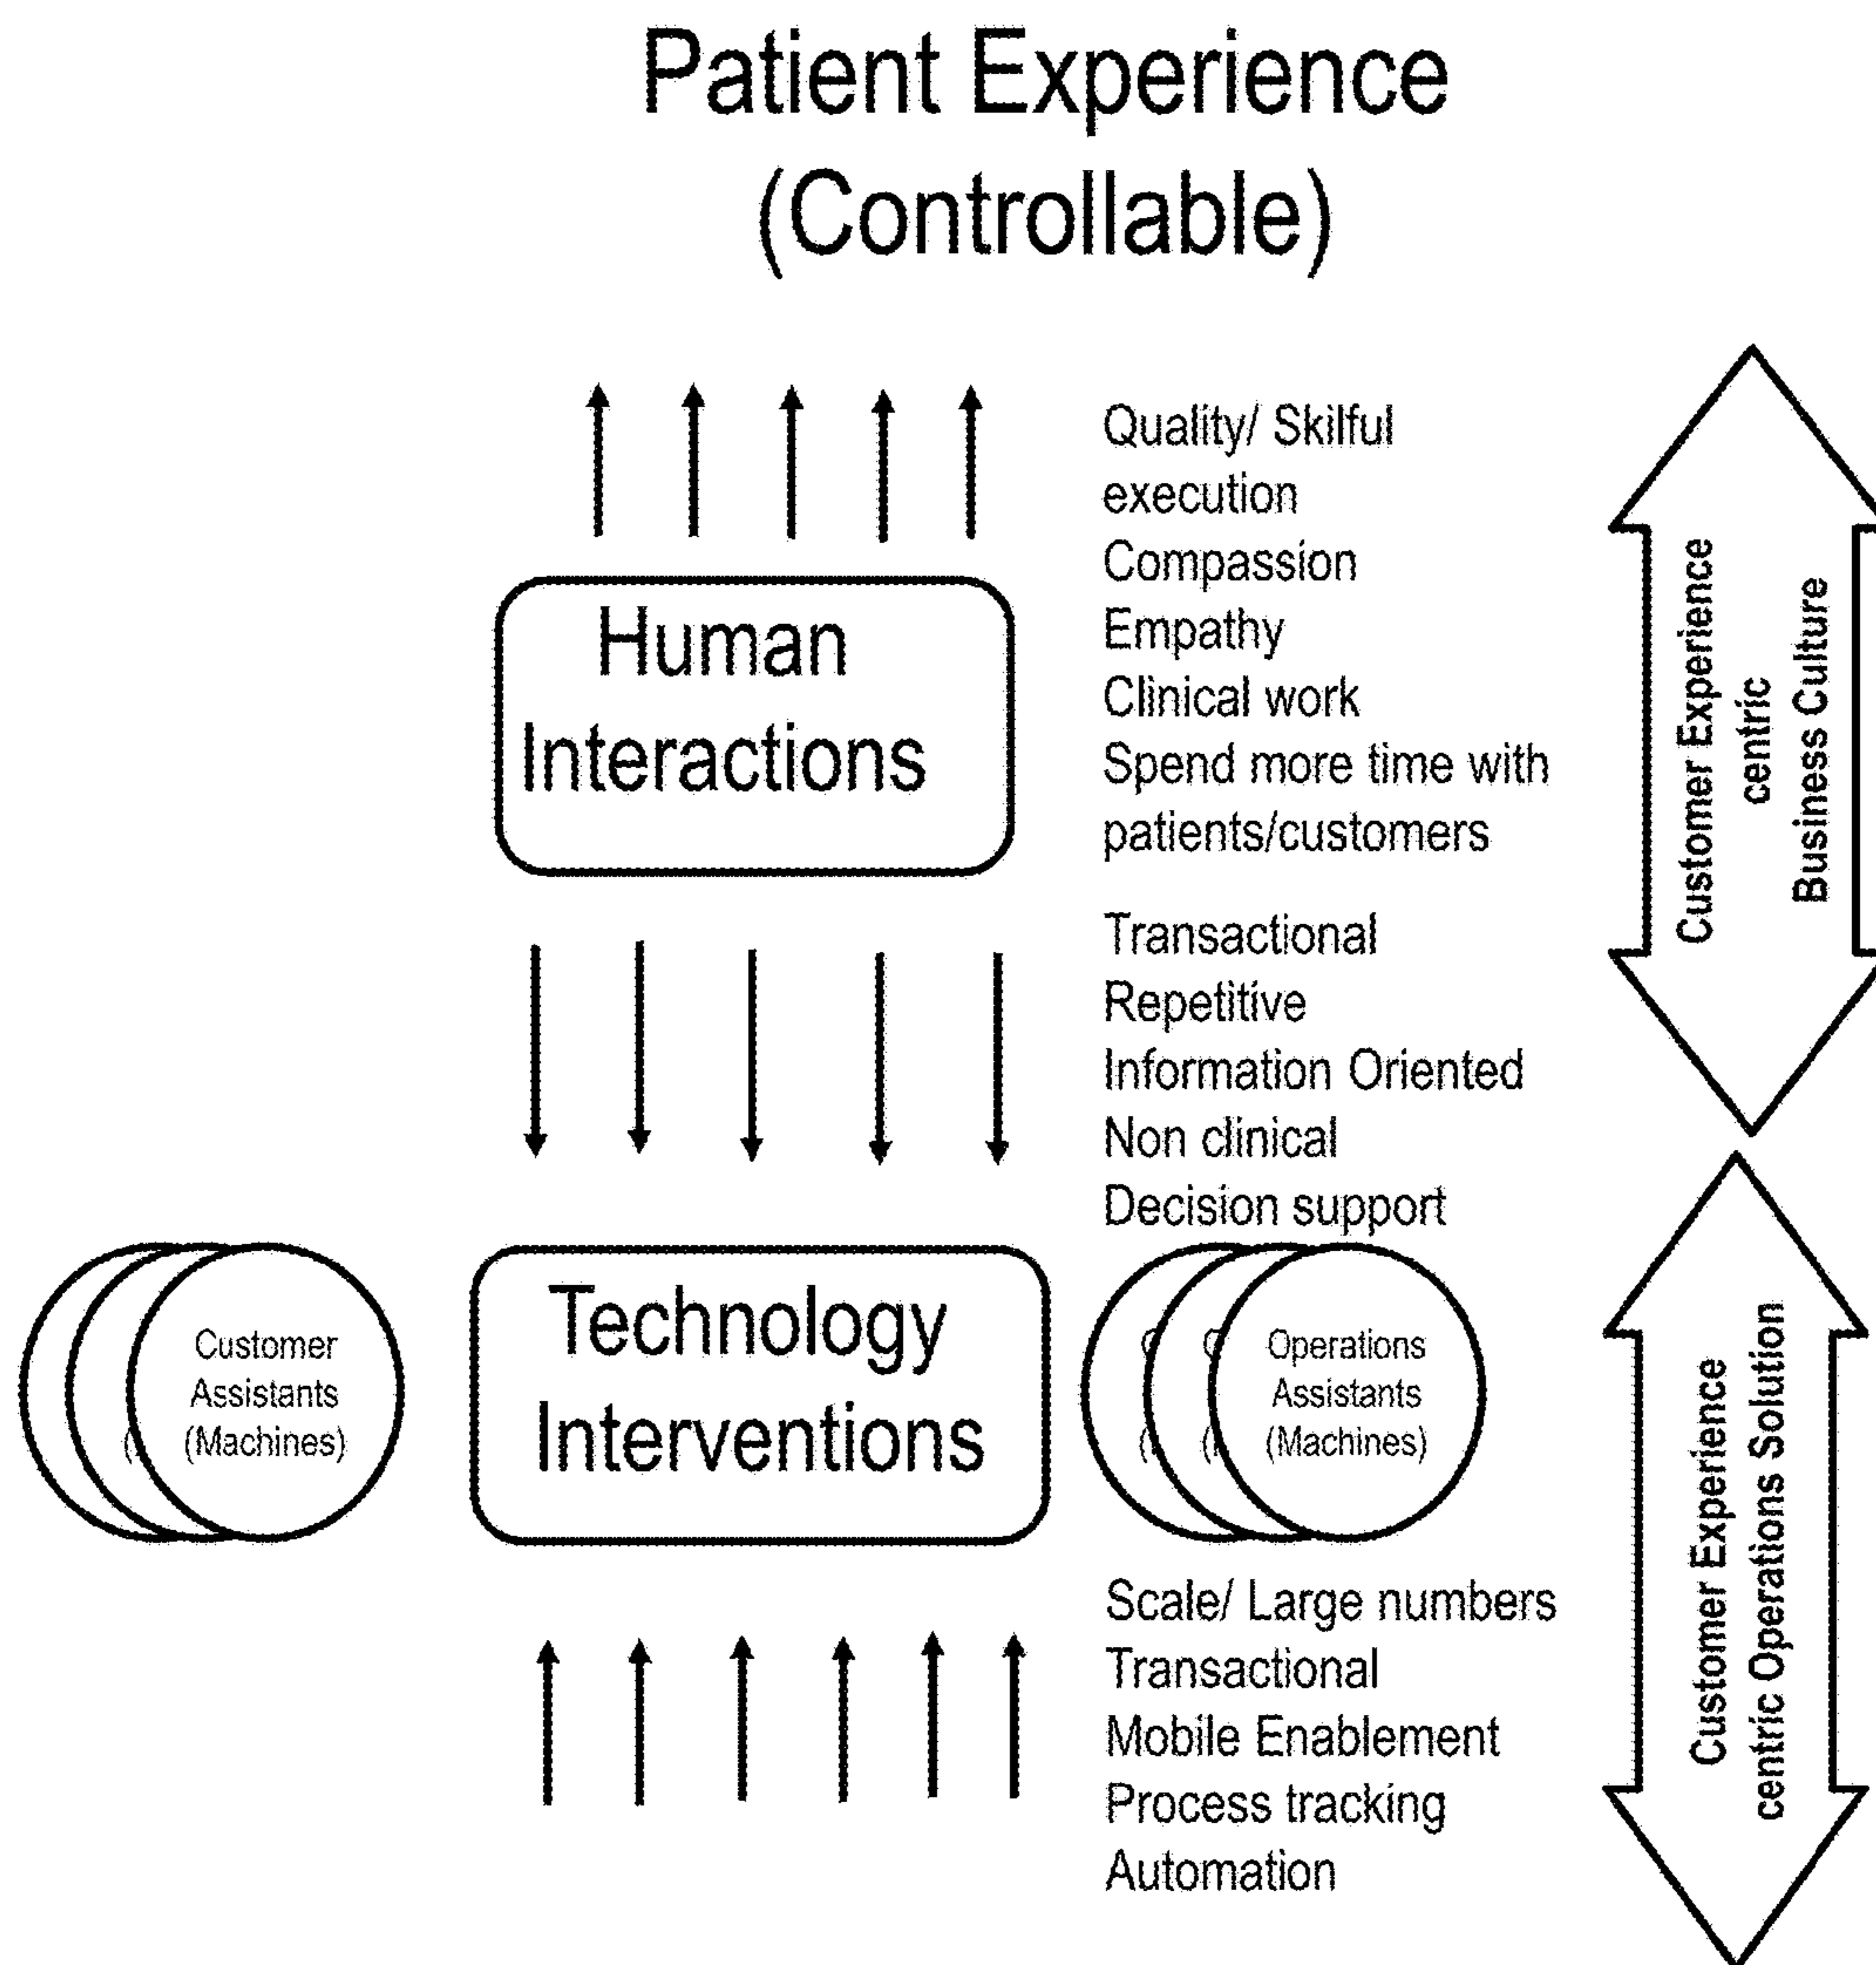 Patient Experience
(Controllable)
Quality/ Skilful
execution
Compassion
Empathy
Clinical work
Spend more time with
patients/customers
Human
Interactions
Customer Experience
centric
Business Culture
Transactional
Repetitive
Information Oriented
Non clinical
Decision support
Customer
Assistants
(Machines)
Technology
Interventions
Operations
Assistants
(Machines)
Customer Experience
centric Operations Solution
Scale/ Large numbers
Transactional
Mobile Enablement
Process tracking
Automation